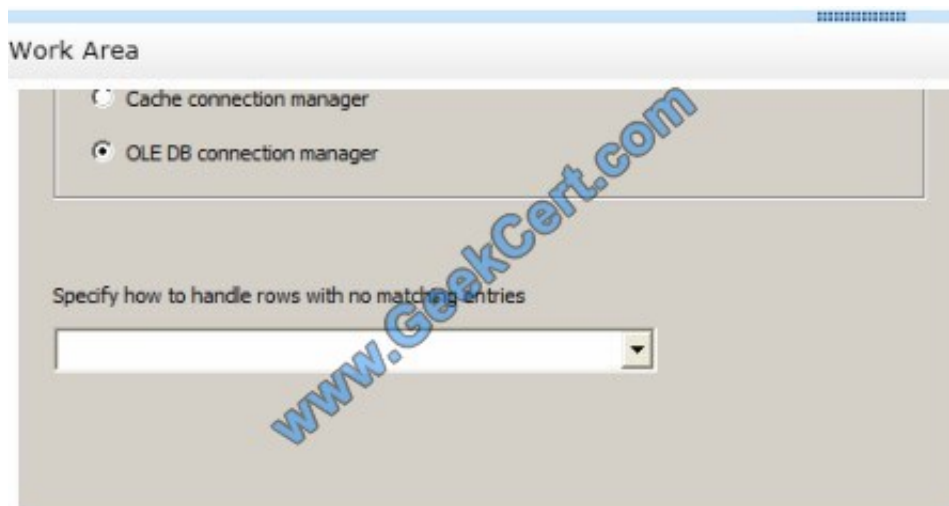 Work Area
Cache connection manager
OLE DB connection manager
Specify how to handle rows with no matching entries
www.GeekCert.com